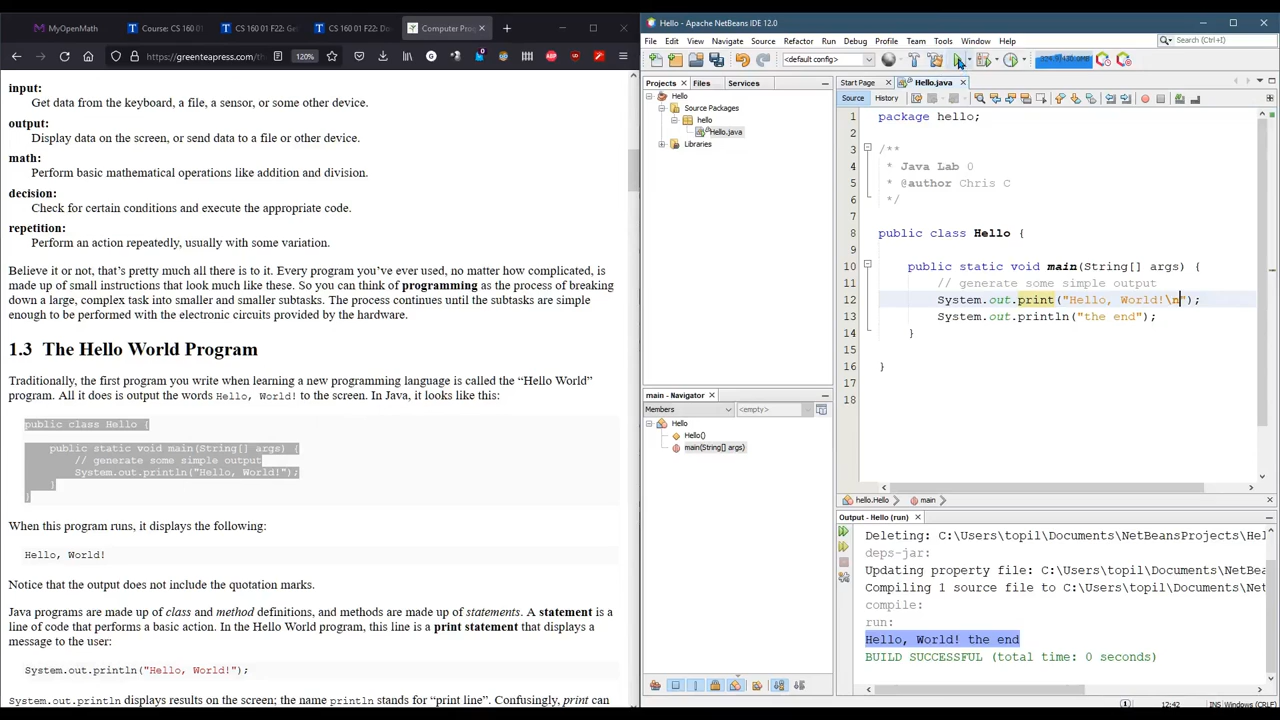 MyOpenMath
Course: CS 160 01
CS 160 01 F22: Ge
CS 160 01 F22: Do
Computer Prog
https://greenteapress.com/
120%
input:
Get data from the keyboard, a file, a sensor, or some other device.
output:
Display data on the screen, or send data to a file or other device.
math:
Perform basic mathematical operations like addition and division.
decision:
Check for certain conditions and execute the appropriate code.
repetition:
Perform an action repeatedly, usually with some variation.
Believe it or not, that's pretty much all there is to it. Every program you've ever used, no matter how complicated, is
made up of small instructions that look much like these. So you can think of programming as the process of breaking
down a large, complex task into smaller and smaller subtasks. The process continues until the subtasks are simple
enough to be performed with the electronic circuits provided by the hardware.
1.3 The Hello World Program
Traditionally, the first program you write when learning a new programming language is called the “Hello World”
program. All it does is output the words Hello, World! to the screen. In Java, it looks like this:
public class Hello {
public static void main(String[] args) {
// generate some simple output
System.out.println("Hello, World!");
}
}
When this program runs, it displays the following:
Hello, World!
Notice that the output does not include the quotation marks.
Java programs are made up of class and method definitions, and methods are made up of statements. A statement is a
line of code that performs a basic action. In the Hello World program, this line is a print statement that displays a
message to the user:
System.out.println("Hello, World!");
System.out.println displays results on the screen; the name println stands for “print line”. Confusingly, print can
Hello - Apache NetBeans IDE 12.0
File Edit View Navigate Source Refactor Run Debug Profile Team Tools Window Help
Search (Ctrl+I)
<default config>
Projects Files Services
Hello
Source Packages
hello
Hello.java
Libraries
main - Navigator
Members <empty>
Hello
Hello()
main(String[] args)
Start Page Hello.java
Source History
1 package hello;
2
3 /**
4 * Java Lab 0
5 * @author Chris C
6 */
7
8 public class Hello {
9
10 public static void main(String[] args) {
11 // generate some simple output
12 System.out.print("Hello, World!\n");
13 System.out.println("the end");
14 }
15
16 }
17
18
hello.Hello main
Output - Hello (run)
Deleting: C:\Users\topil\Documents\NetBeansProjects\Hel
deps-jar:
Updating property file: C:\Users\topil\Documents\NetBea
Compiling 1 source file to C:\Users\topil\Documents\Net
compile:
run:
Hello, World! the end
BUILD SUCCESSFUL (total time: 0 seconds)
1 12:42 INS Windows (CRLF)